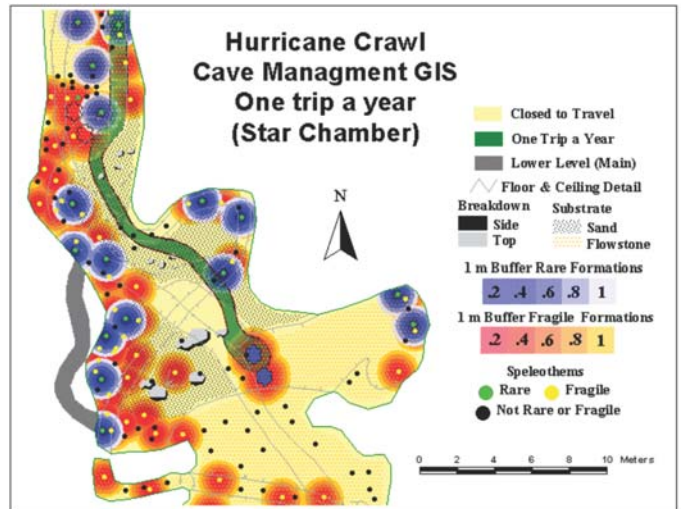 Hurricane Crawl
Cave Managment GIS
One trip a year
(Star Chamber)
Closed to Travel
One Trip a Year
Lower Level (Main)
Floor & Ceiling Detail
Breakdown
Side
Top
Substrate
Sand
Flowstone
N
1 m Buffer Rare Formations
.2 .4 .6 .8 1
1 m Buffer Fragile Formations
.2 .4 .6 .8 1
Speleothems
Rare Fragile
Not Rare or Fragile
0 2 4 6 8 10 Meters